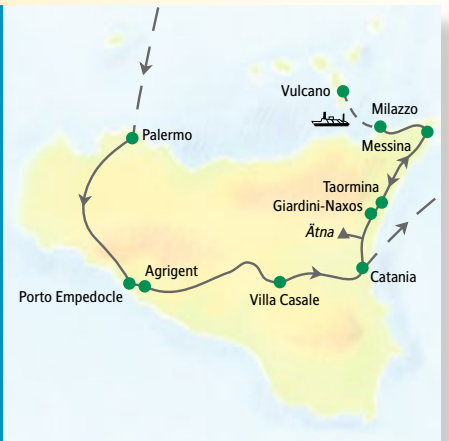 Vulcano
Milazzo
Palermo
Messina
Taormina
Giardini-Naxos
Ätna
Agrigent
Catania
Porto Empedocle
Villa Casale